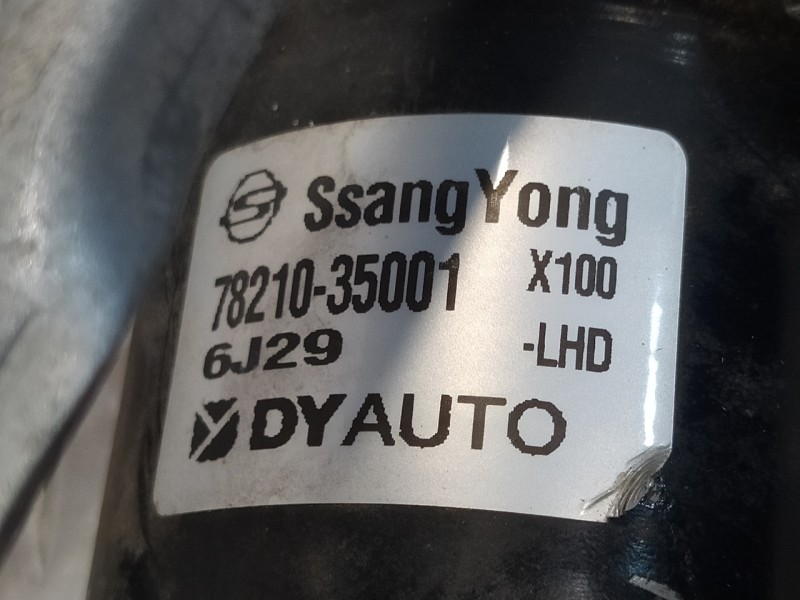 SsangYong
78210-35001 X100
6J29 -LHD
DYAUTO